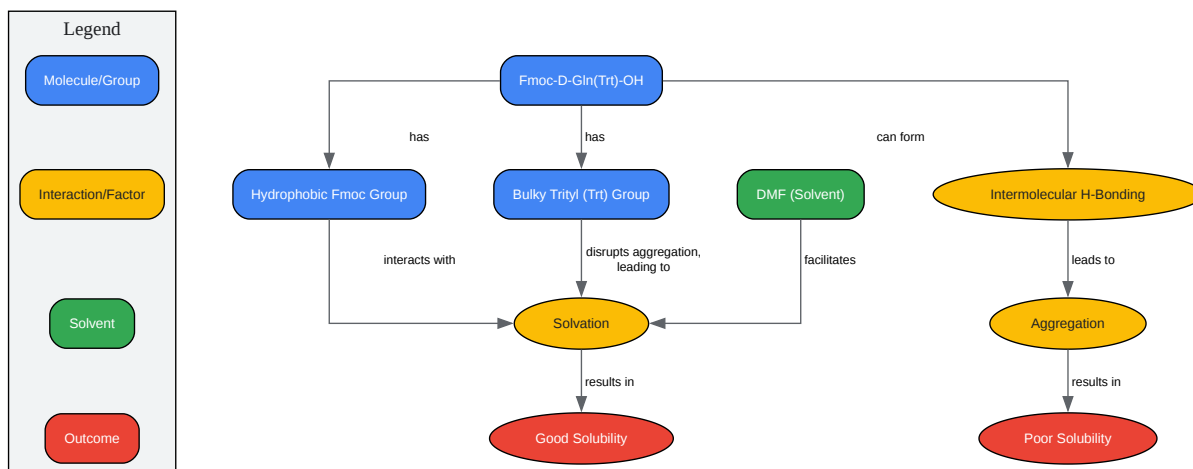 Legend
Molecule/Group
Interaction/Factor
Solvent
Outcome
Fmoc-D-Gln(Trt)-OH
has
has
can form
Hydrophobic Fmoc Group
Bulky Trityl (Trt) Group
DMF (Solvent)
Intermolecular H-Bonding
interacts with
disrupts aggregation,
leading to
facilitates
leads to
Solvation
Aggregation
results in
results in
Good Solubility
Poor Solubility